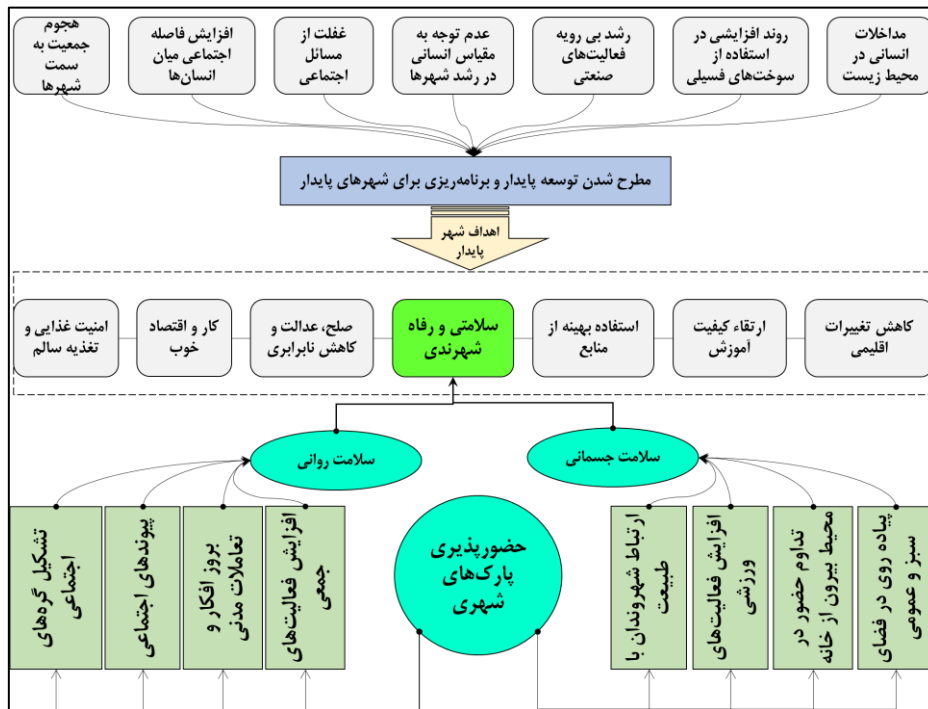 مداخلات
انسانی در
محیط زیست
روند افزایشی در
استفاده از
سوخت‌های فسیلی
رشد بی رویه
فعالیت‌های
صنعتی
عدم توجه به
مقیاس انسانی
در رشد شهرها
غفلت از
مسائل
اجتماعی
افزایش فاصله
اجتماعی میان
انسان‌ها
هجوم
جمعیت به
سمت
شهرها
مطرح شدن توسعه پایدار و برنامه‌ریزی برای شهرهای پایدار
اهداف شهر
پایدار
کاهش تغییرات
اقلیمی
ارتقاء کیفیت
آموزش
استفاده بهینه از
منابع
سلامتی و رفاه
شهرندی
صلح، عدالت و
کاهش نابرابری
کار و اقتصاد
خوب
امنیت غذایی و
تغذیه سالم
سلامت جسمانی
سلامت روانی
پیاده روی در فضای
سبز و عمومی
تداوم حضور در
محیط بیرون از خانه
افزایش فعالیت‌های
ورزشی
ارتباط شهروندان با
طبیعت
حضورپذیری
پارک‌های
شهری
افزایش فعالیت‌های
جمعی
بروز افکار و
تعاملات مدنی
پیوندهای اجتماعی
تشکیل گره‌های
اجتماعی